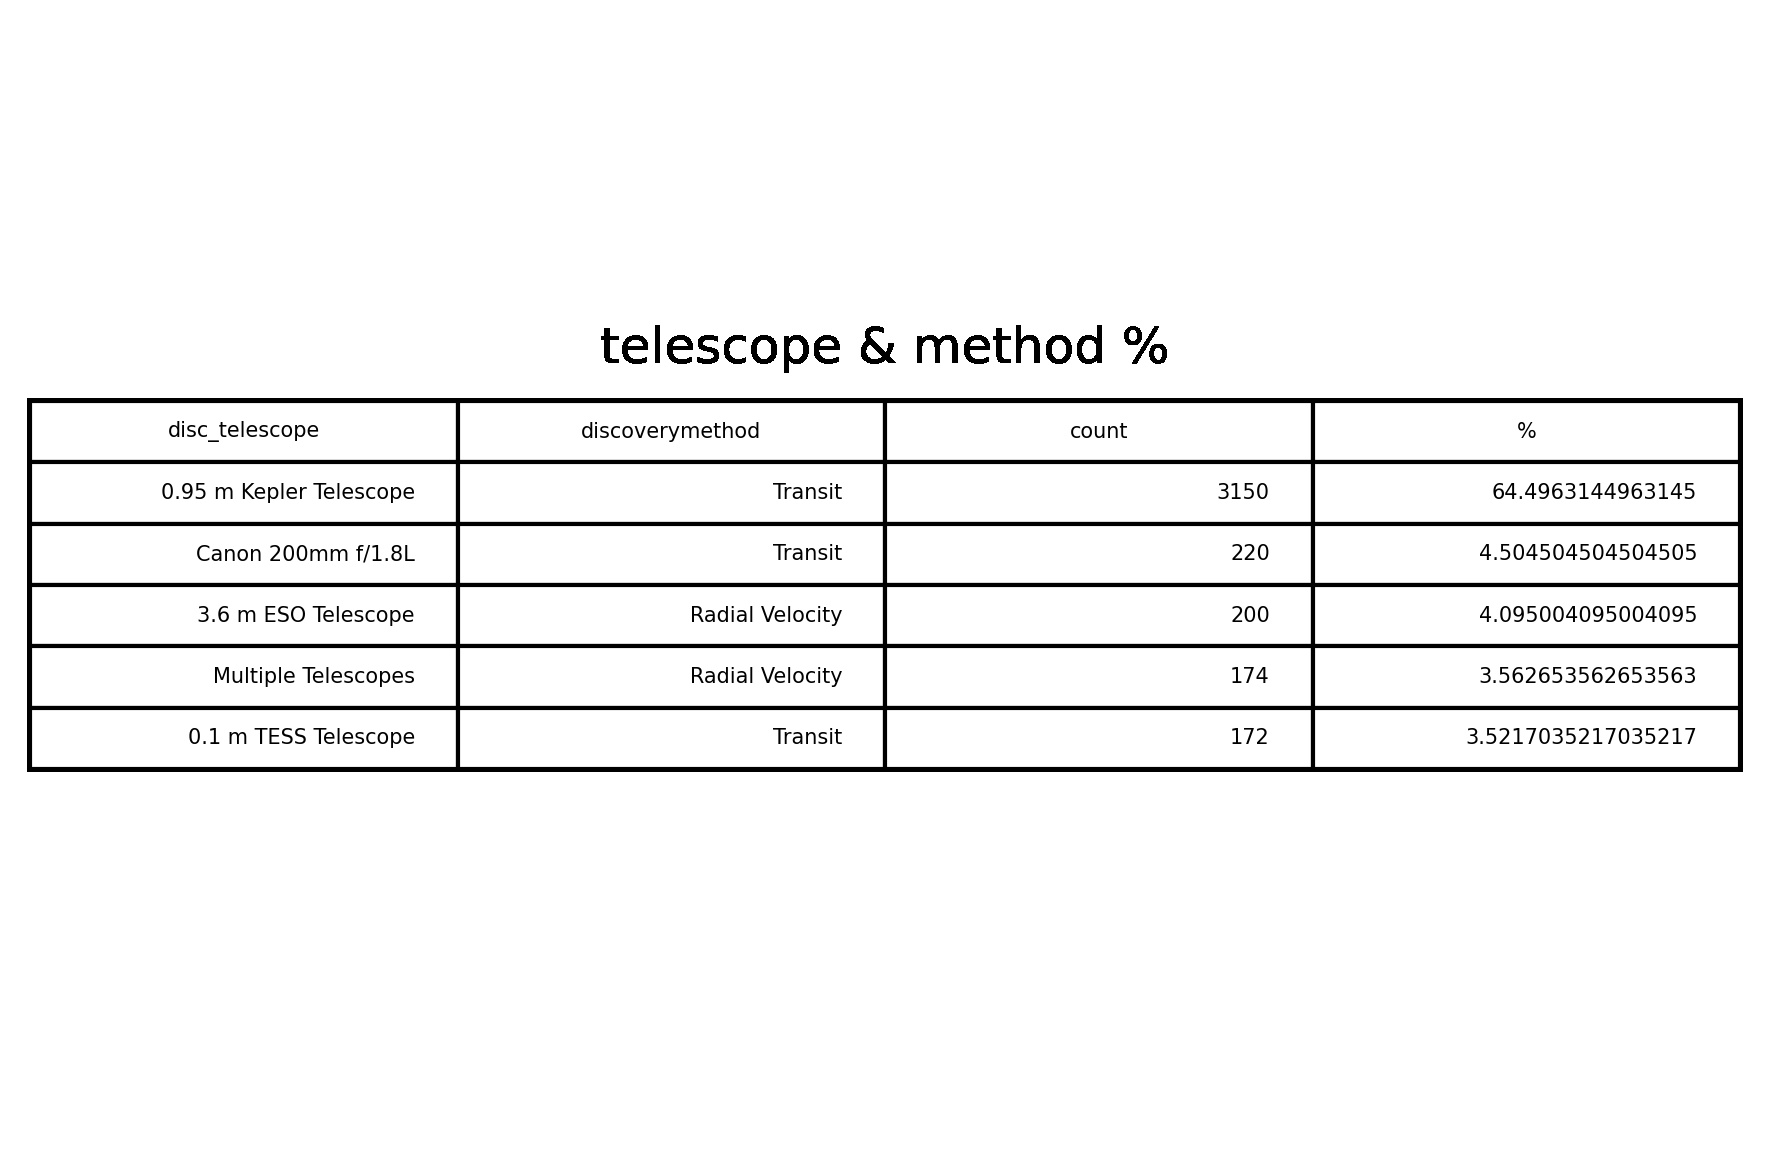 telescope & method %
disc_telescope discoverymethod count %
0.95 m Kepler Telescope Transit 3150 64.4963144963145
Canon 200mm f/1.8L Transit 220 4.504504504504505
3.6 m ESO Telescope Radial Velocity 200 4.095004095004095
Multiple Telescopes Radial Velocity 174 3.562653562653563
0.1 m TESS Telescope Transit 172 3.5217035217035217